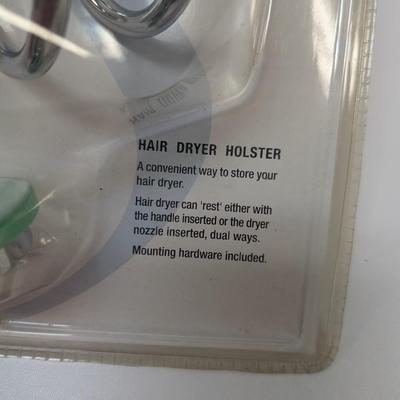 HAIR DRYER HOLSTER
A convenient way to store your
hair dryer.
Hair dryer can 'rest' either with
the handle inserted or the dryer
nozzle inserted, dual ways.
Mounting hardware included.